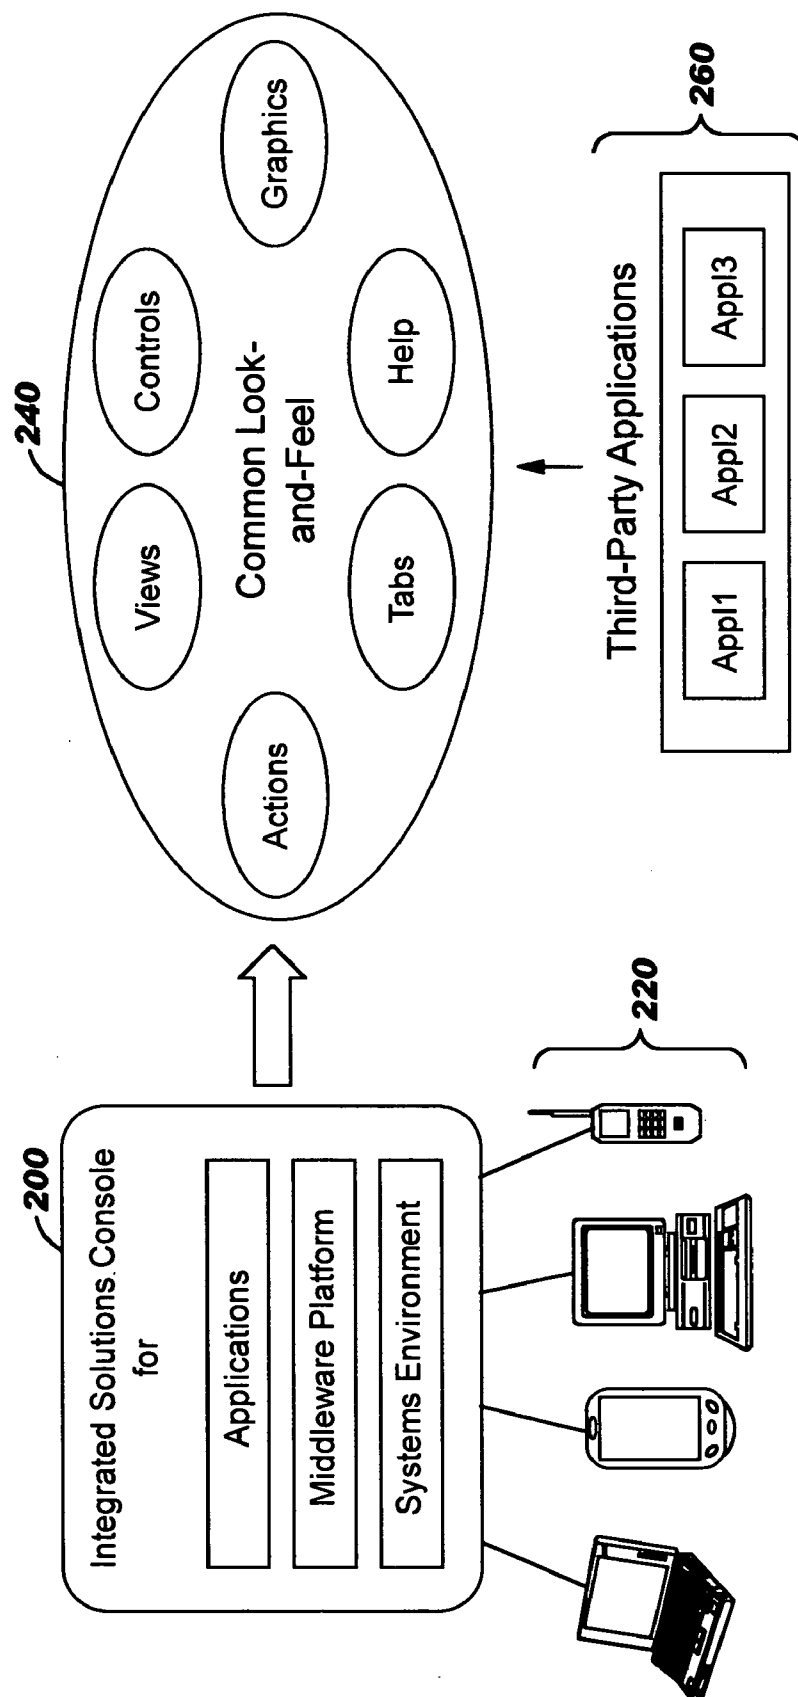 200
Integrated Solutions Console
for
Applications
Middleware Platform
Systems Environment
220
240
Actions
Views
Controls
Graphics
Common Look-
and-Feel
Tabs
Help
Third-Party Applications
Appl1
Appl2
Appl3
260